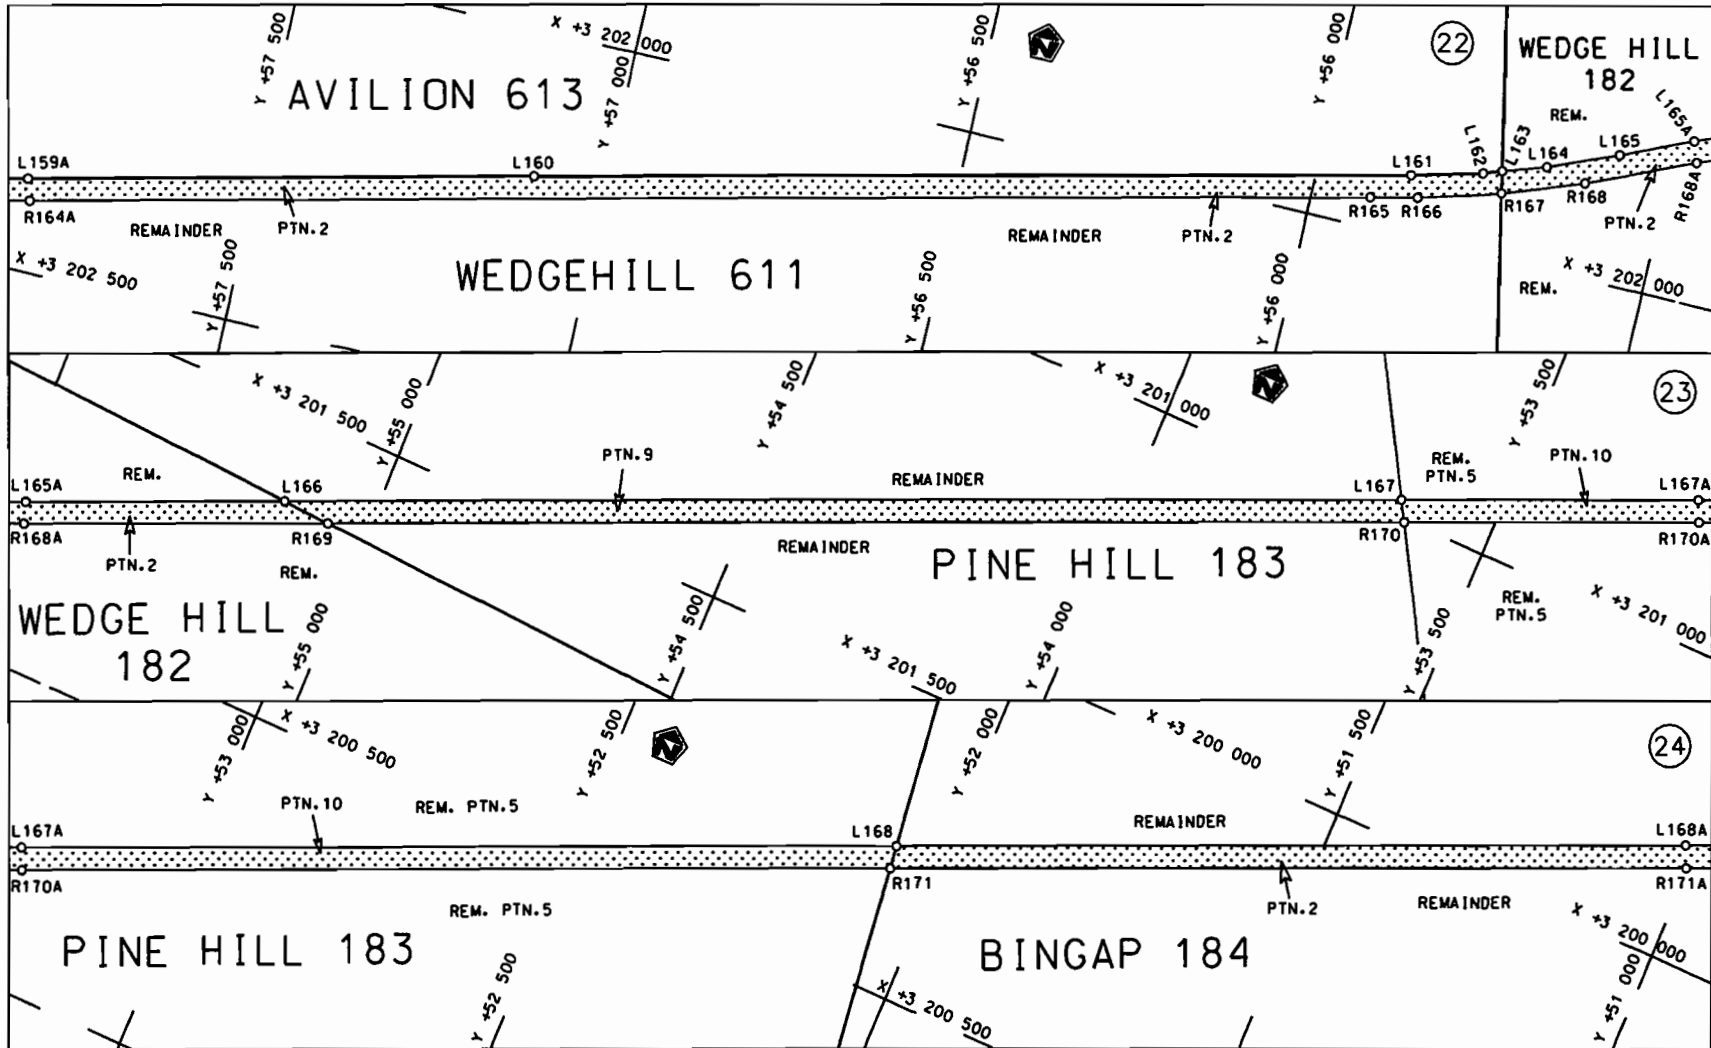 Y +57 500
X +3 202 000
Y +57 000
Y +56 500
N
Y +56 000
22
WEDGE HILL
182
AVILION 613
REM.
L159A
L160
L161
L162
L163
L164
L165
L165A
R164A
REMAINDER
PTN.2
REMAINDER
PTN.2
R165
R166
R167
R168
PTN.2
R168A
X +3 202 500
Y +57 500
WEDGEHILL 611
Y +56 500
Y +56 000
REM.
X +3 202 000
X +3 201 500
Y +55 000
Y +54 500
X +3 201 000
N
Y +53 500
23
REM.
PTN.9
REMAINDER
REM.
PTN.5
PTN.10
L165A
L166
L167
L167A
R168A
R169
R170
R170A
PTN.2
REM.
REMAINDER
PINE HILL 183
REM.
PTN.5
X +3 201 000
WEDGE HILL
182
Y +55 000
Y +54 500
X +3 201 500
Y +54 000
Y +53 500
Y +53 000
X +3 200 500
Y +52 500
N
Y +52 000
X +3 200 000
Y +51 500
24
PTN.10
REM. PTN.5
REMAINDER
L167A
L168
L168A
R170A
R171
R171A
REM. PTN.5
PTN.2
REMAINDER
PINE HILL 183
Y +52 500
BINGAP 184
X +3 200 500
X +3 200 000
Y +51 000